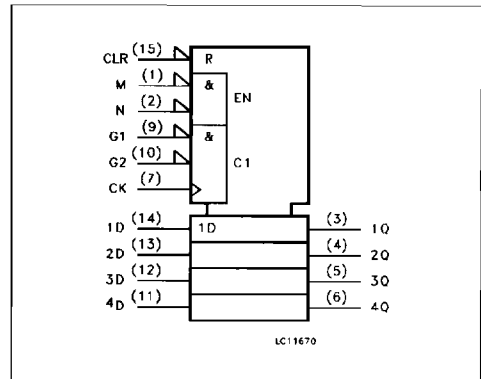 CLR (15) R
M (1) & EN
N (2)
G1 (9) &
G2 (10) C1
CK (7)
1D (14) 1D (3) 1Q
2D (13) (4) 2Q
3D (12) (5) 3Q
4D (11) (6) 4Q
LC11670